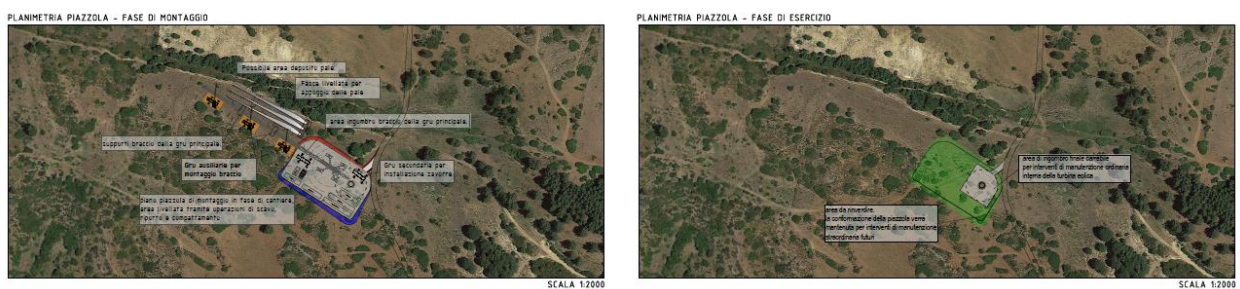 PLANIMETRIA PIAZZOLA - FASE DI MONTAGGIO
Possibile area deposito pale
Fasce livellate per
appoggio delle pale
area ingombro braccio della gru principale.
supporti braccio della gru principale.
Gru ausiliarie per
montaggio braccio
Gru secondaria per
installazione zavorre
piano piazzola di montaggio in fase di cantiere,
area livellata tramite operazioni di scavo,
riporto e compattamento
SCALA 1:2000
PLANIMETRIA PIAZZOLA - FASE DI ESERCIZIO
area di ingombro finale carrabile
per interventi di manutenzione ordinaria
interna della turbina eolica
area da rinverdire.
la conformazione della piazzola verrà
mantenuta per interventi di manutenzione
straordinaria futuri
SCALA 1:2000